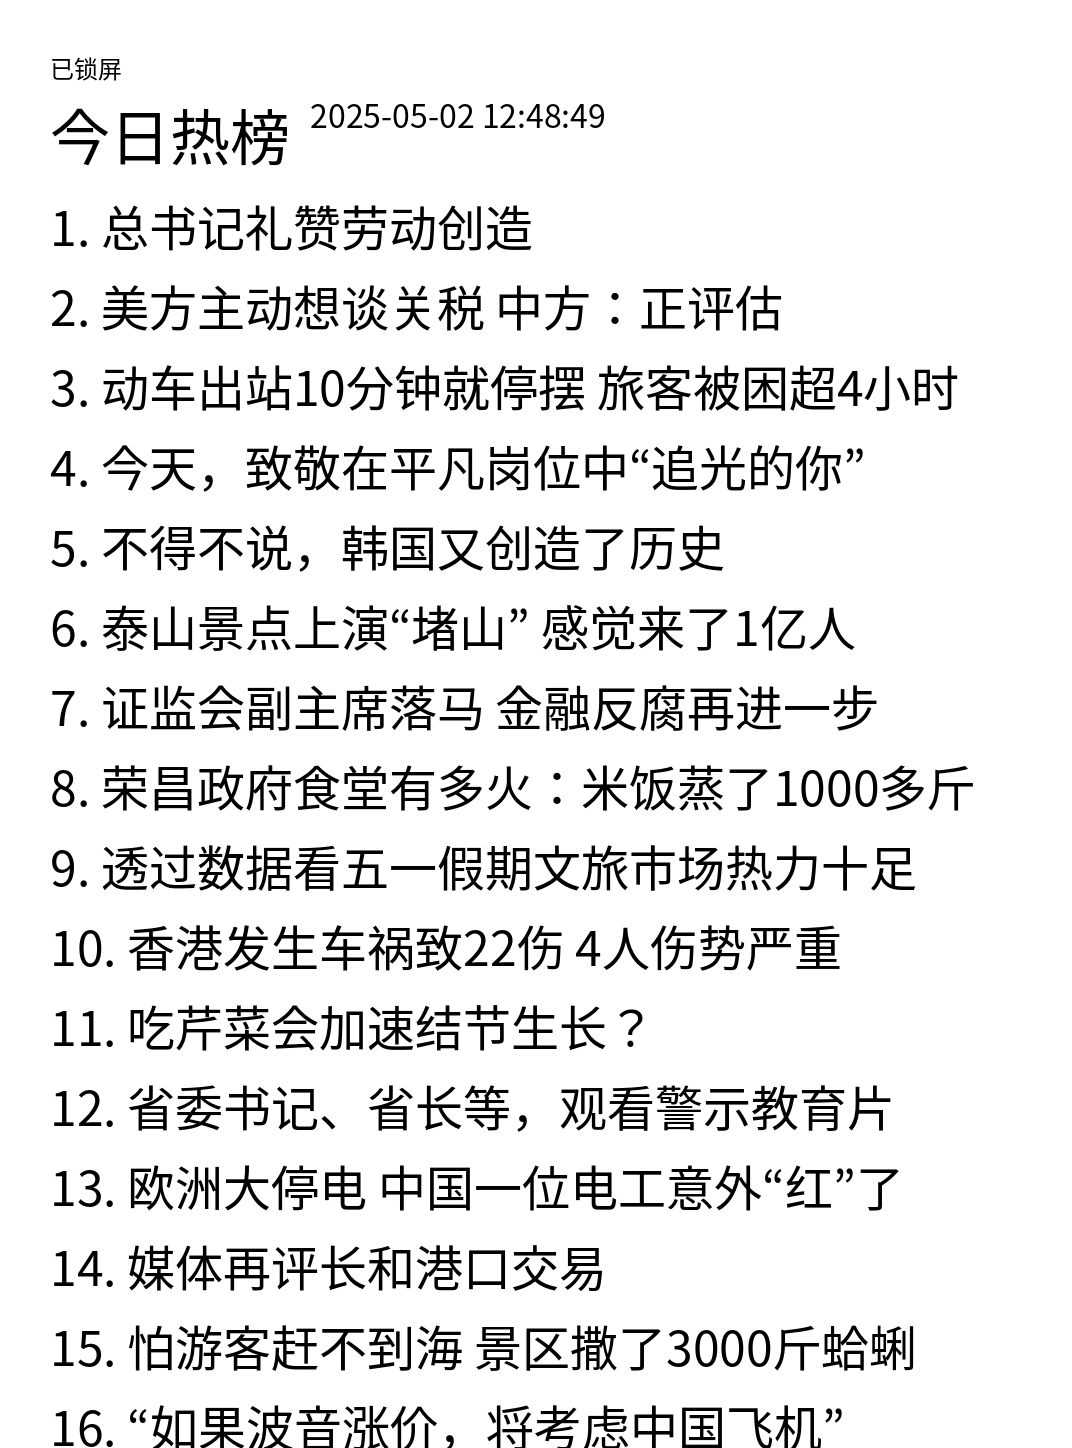 已锁屏
今日热榜 2025-05-02 12:48:49
1. 总书记礼赞劳动创造
2. 美方主动想谈关税 中方：正评估
3. 动车出站10分钟就停摆 旅客被困超4小时
4. 今天，致敬在平凡岗位中“追光的你”
5. 不得不说，韩国又创造了历史
6. 泰山景点上演“堵山” 感觉来了1亿人
7. 证监会副主席落马 金融反腐再进一步
8. 荣昌政府食堂有多火：米饭蒸了1000多斤
9. 透过数据看五一假期文旅市场热力十足
10. 香港发生车祸致22伤 4人伤势严重
11. 吃芹菜会加速结节生长？
12. 省委书记、省长等，观看警示教育片
13. 欧洲大停电 中国一位电工意外“红”了
14. 媒体再评长和港口交易
15. 怕游客赶不到海 景区撒了3000斤蛤蜊
16. “如果波音涨价，将考虑中国飞机”